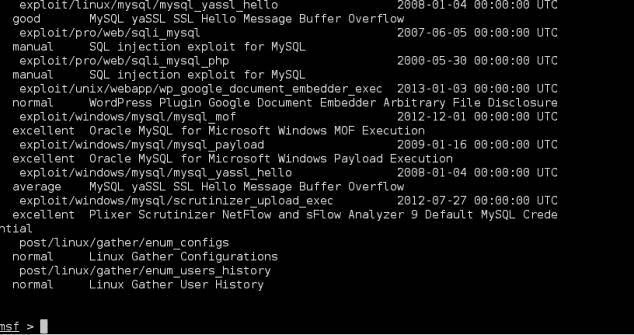 exploit/linux/mysql/mysql_yassl_hello 2008-01-04 00:00:00 UTC
good MySQL yaSSL SSL Hello Message Buffer Overflow
exploit/pro/web/sqli_mysql 2007-06-05 00:00:00 UTC
manual SQL injection exploit for MySQL
exploit/pro/web/sqli_mysql_php 2000-05-30 00:00:00 UTC
manual SQL injection exploit for MySQL
exploit/unix/webapp/wp_google_document_embedder_exec 2013-01-03 00:00:00 UTC
normal WordPress Plugin Google Document Embedder Arbitrary File Disclosure
exploit/windows/mysql/mysql_mof 2012-12-01 00:00:00 UTC
excellent Oracle MySQL for Microsoft Windows MOF Execution
exploit/windows/mysql/mysql_payload 2009-01-16 00:00:00 UTC
excellent Oracle MySQL for Microsoft Windows Payload Execution
exploit/windows/mysql/mysql_yassl_hello 2008-01-04 00:00:00 UTC
average MySQL yaSSL SSL Hello Message Buffer Overflow
exploit/windows/mysql/scrutinizer_upload_exec 2012-07-27 00:00:00 UTC
excellent Plixer Scrutinizer NetFlow and sFlow Analyzer 9 Default MySQL Crede
ntial
post/linux/gather/enum_configs
normal Linux Gather Configurations
post/linux/gather/enum_users_history
normal Linux Gather User History
msf >